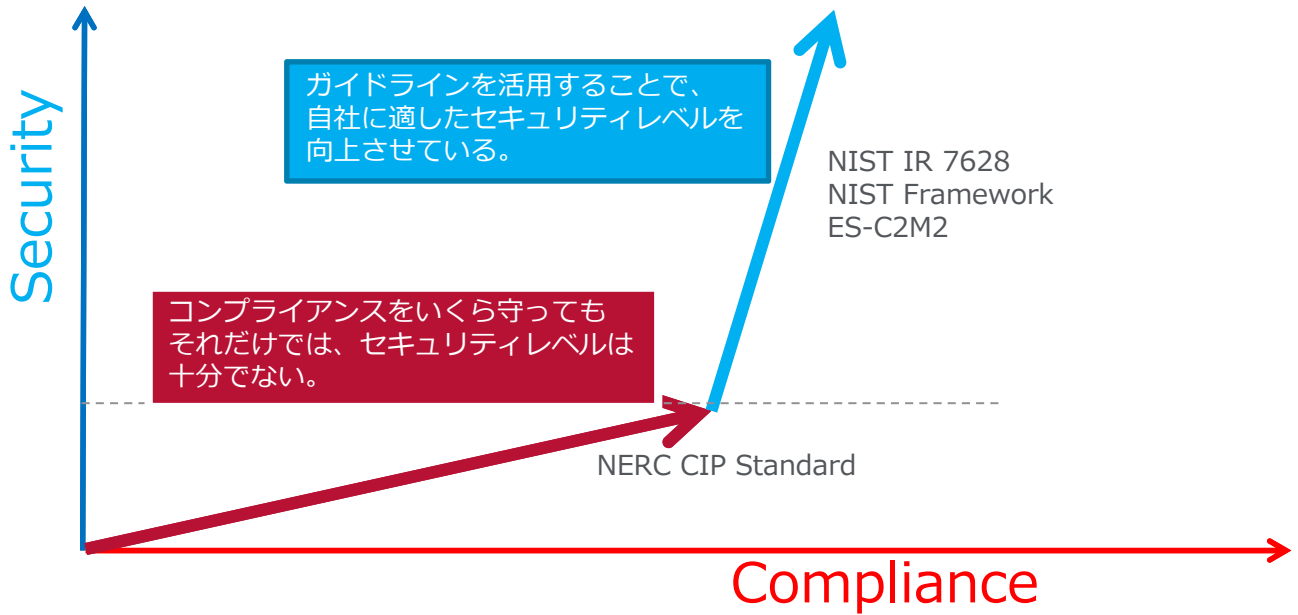 Security
ガイドラインを活用することで、
自社に適したセキュリティレベルを
向上させている。
NIST IR 7628
NIST Framework
ES-C2M2
コンプライアンスをいくら守っても
それだけでは、セキュリティレベルは
十分でない。
NERC CIP Standard
Compliance